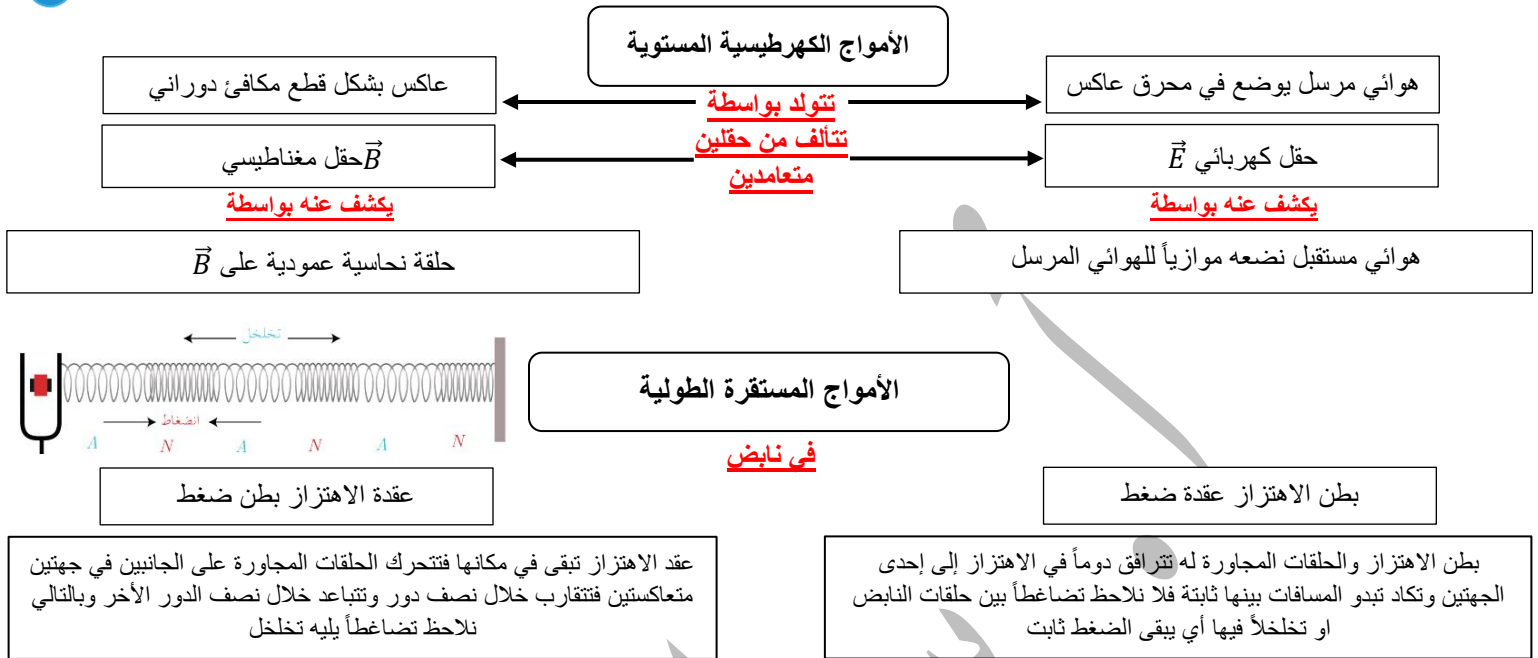 الأمواج الكهرطيسية المستوية
تتولد بواسطة
هوائي مرسل يوضع في محرق عاكس
عاكس بشكل قطع مكافئ دوراني
تتألف من حقلين
متعامدين
حقل كهربائي E⃗
B⃗حقل مغناطيسي
يكشف عنه بواسطة
يكشف عنه بواسطة
هوائي مستقبل نضعه موازياً للهوائي المرسل
حلقة نحاسية عمودية على B⃗
الأمواج المستقرة الطولية
في نابض
تخلخل
انضغاط
A N A N A N
بطن الاهتزاز عقدة ضغط
عقدة الاهتزاز بطن ضغط
بطن الاهتزاز والحلقات المجاورة له تترافق دوماً في الاهتزاز إلى إحدى
الجهتين وتكاد تبدو المسافات بينها ثابتة فلا نلاحظ تضاغطاً بين حلقات النابض
او تخلخلاً فيها أي يبقى الضغط ثابت
عقد الاهتزاز تبقى في مكانها فتتحرك الحلقات المجاورة على الجانبين في جهتين
متعاكستين فتتقارب خلال نصف دور وتتباعد خلال نصف الدور الأخر وبالتالي
نلاحظ تضاغطاً يليه تخلخل